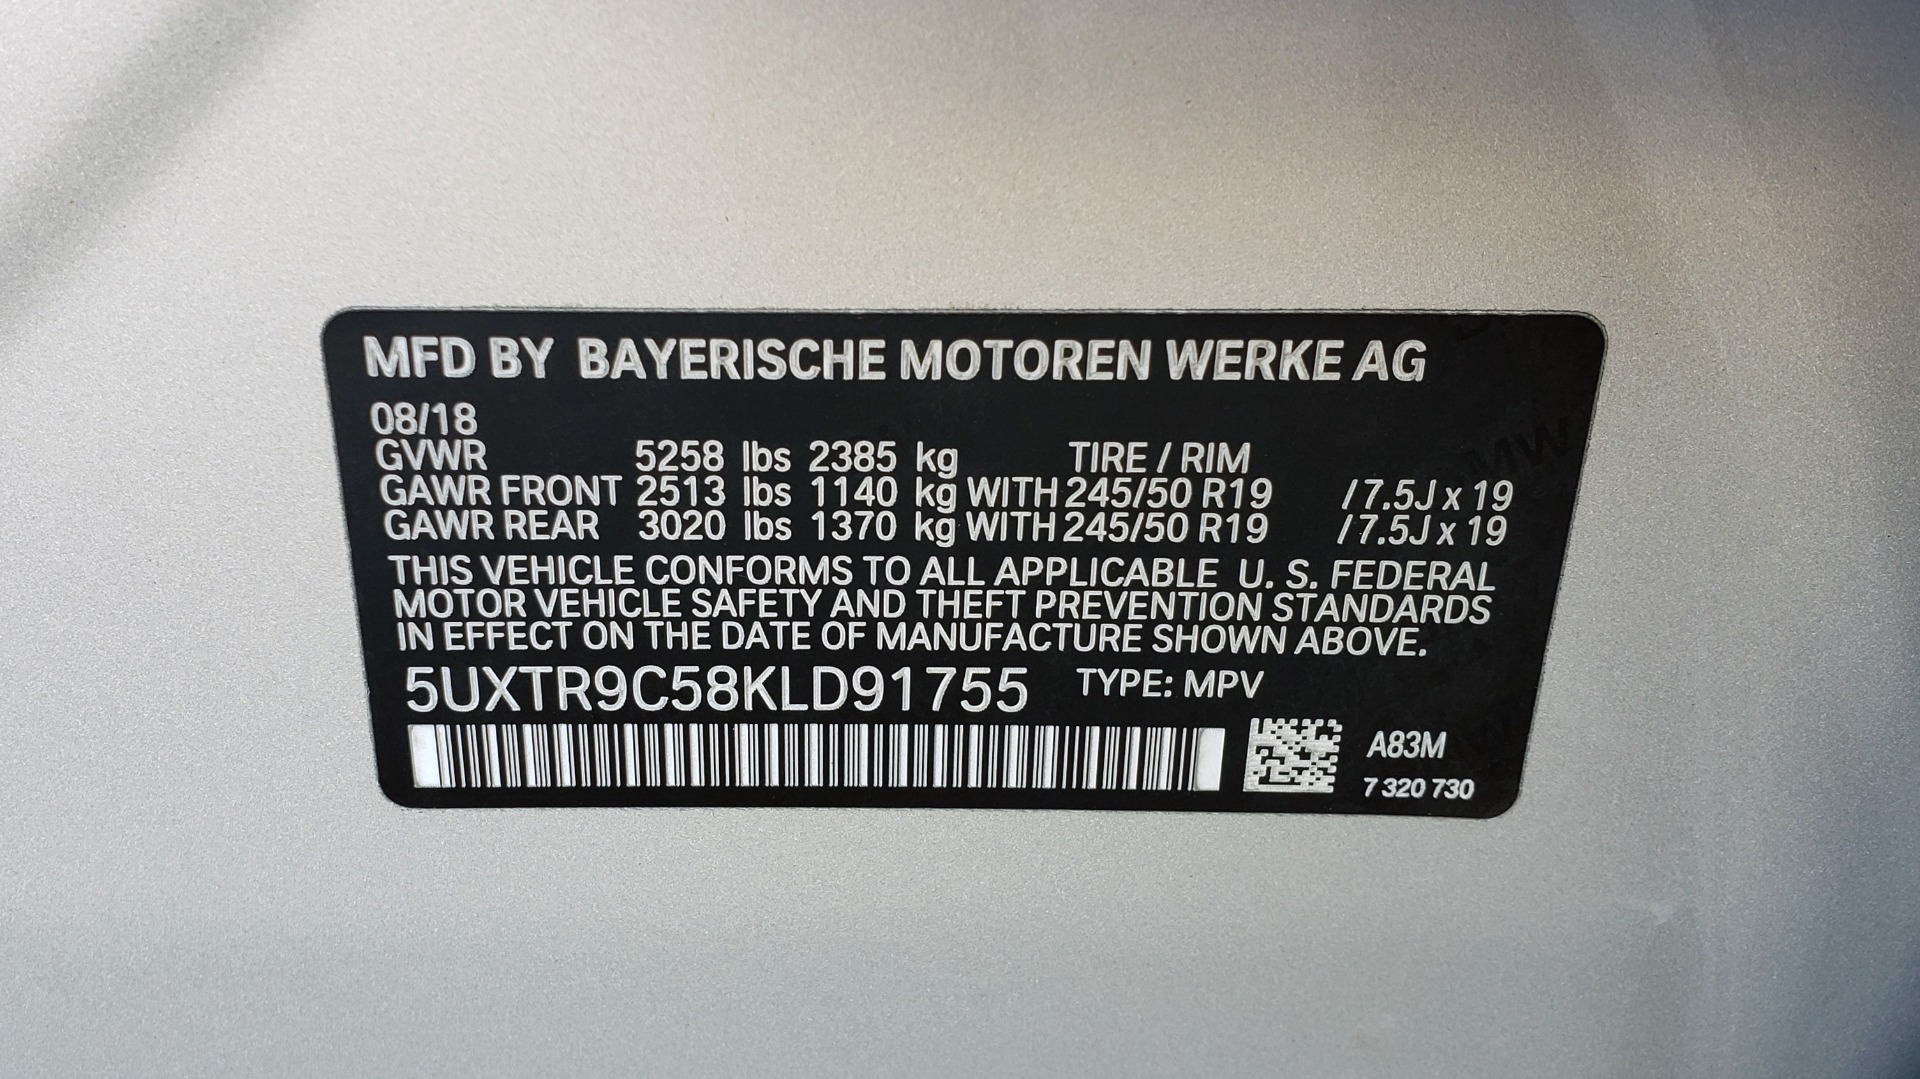 MFD BY BAYERISCHE MOTOREN WERKE AG
08/18
GVWR 5258 lbs 2385 kg TIRE / RIM
GAWR FRONT 2513 lbs 1140 kg WITH 245/50 R19 /7.5J x 19
GAWR REAR 3020 lbs 1370 kg WITH 245/50 R19 /7.5J x 19
THIS VEHICLE CONFORMS TO ALL APPLICABLE U. S. FEDERAL
MOTOR VEHICLE SAFETY AND THEFT PREVENTION STANDARDS
IN EFFECT ON THE DATE OF MANUFACTURE SHOWN ABOVE.
5UXTR9C58KLD91755 TYPE: MPV
A83M
7 320 730